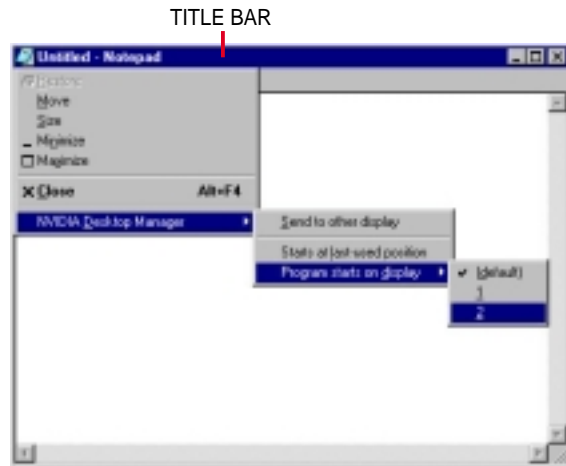 TITLE BAR
Untitled - Notepad
Restore
Move
Size
Minimize
Maximize
Close Alt+F4
NVIDIA Desktop Manager
Send to other display
Starts at last-used position
Program starts on display
(default)
1
2